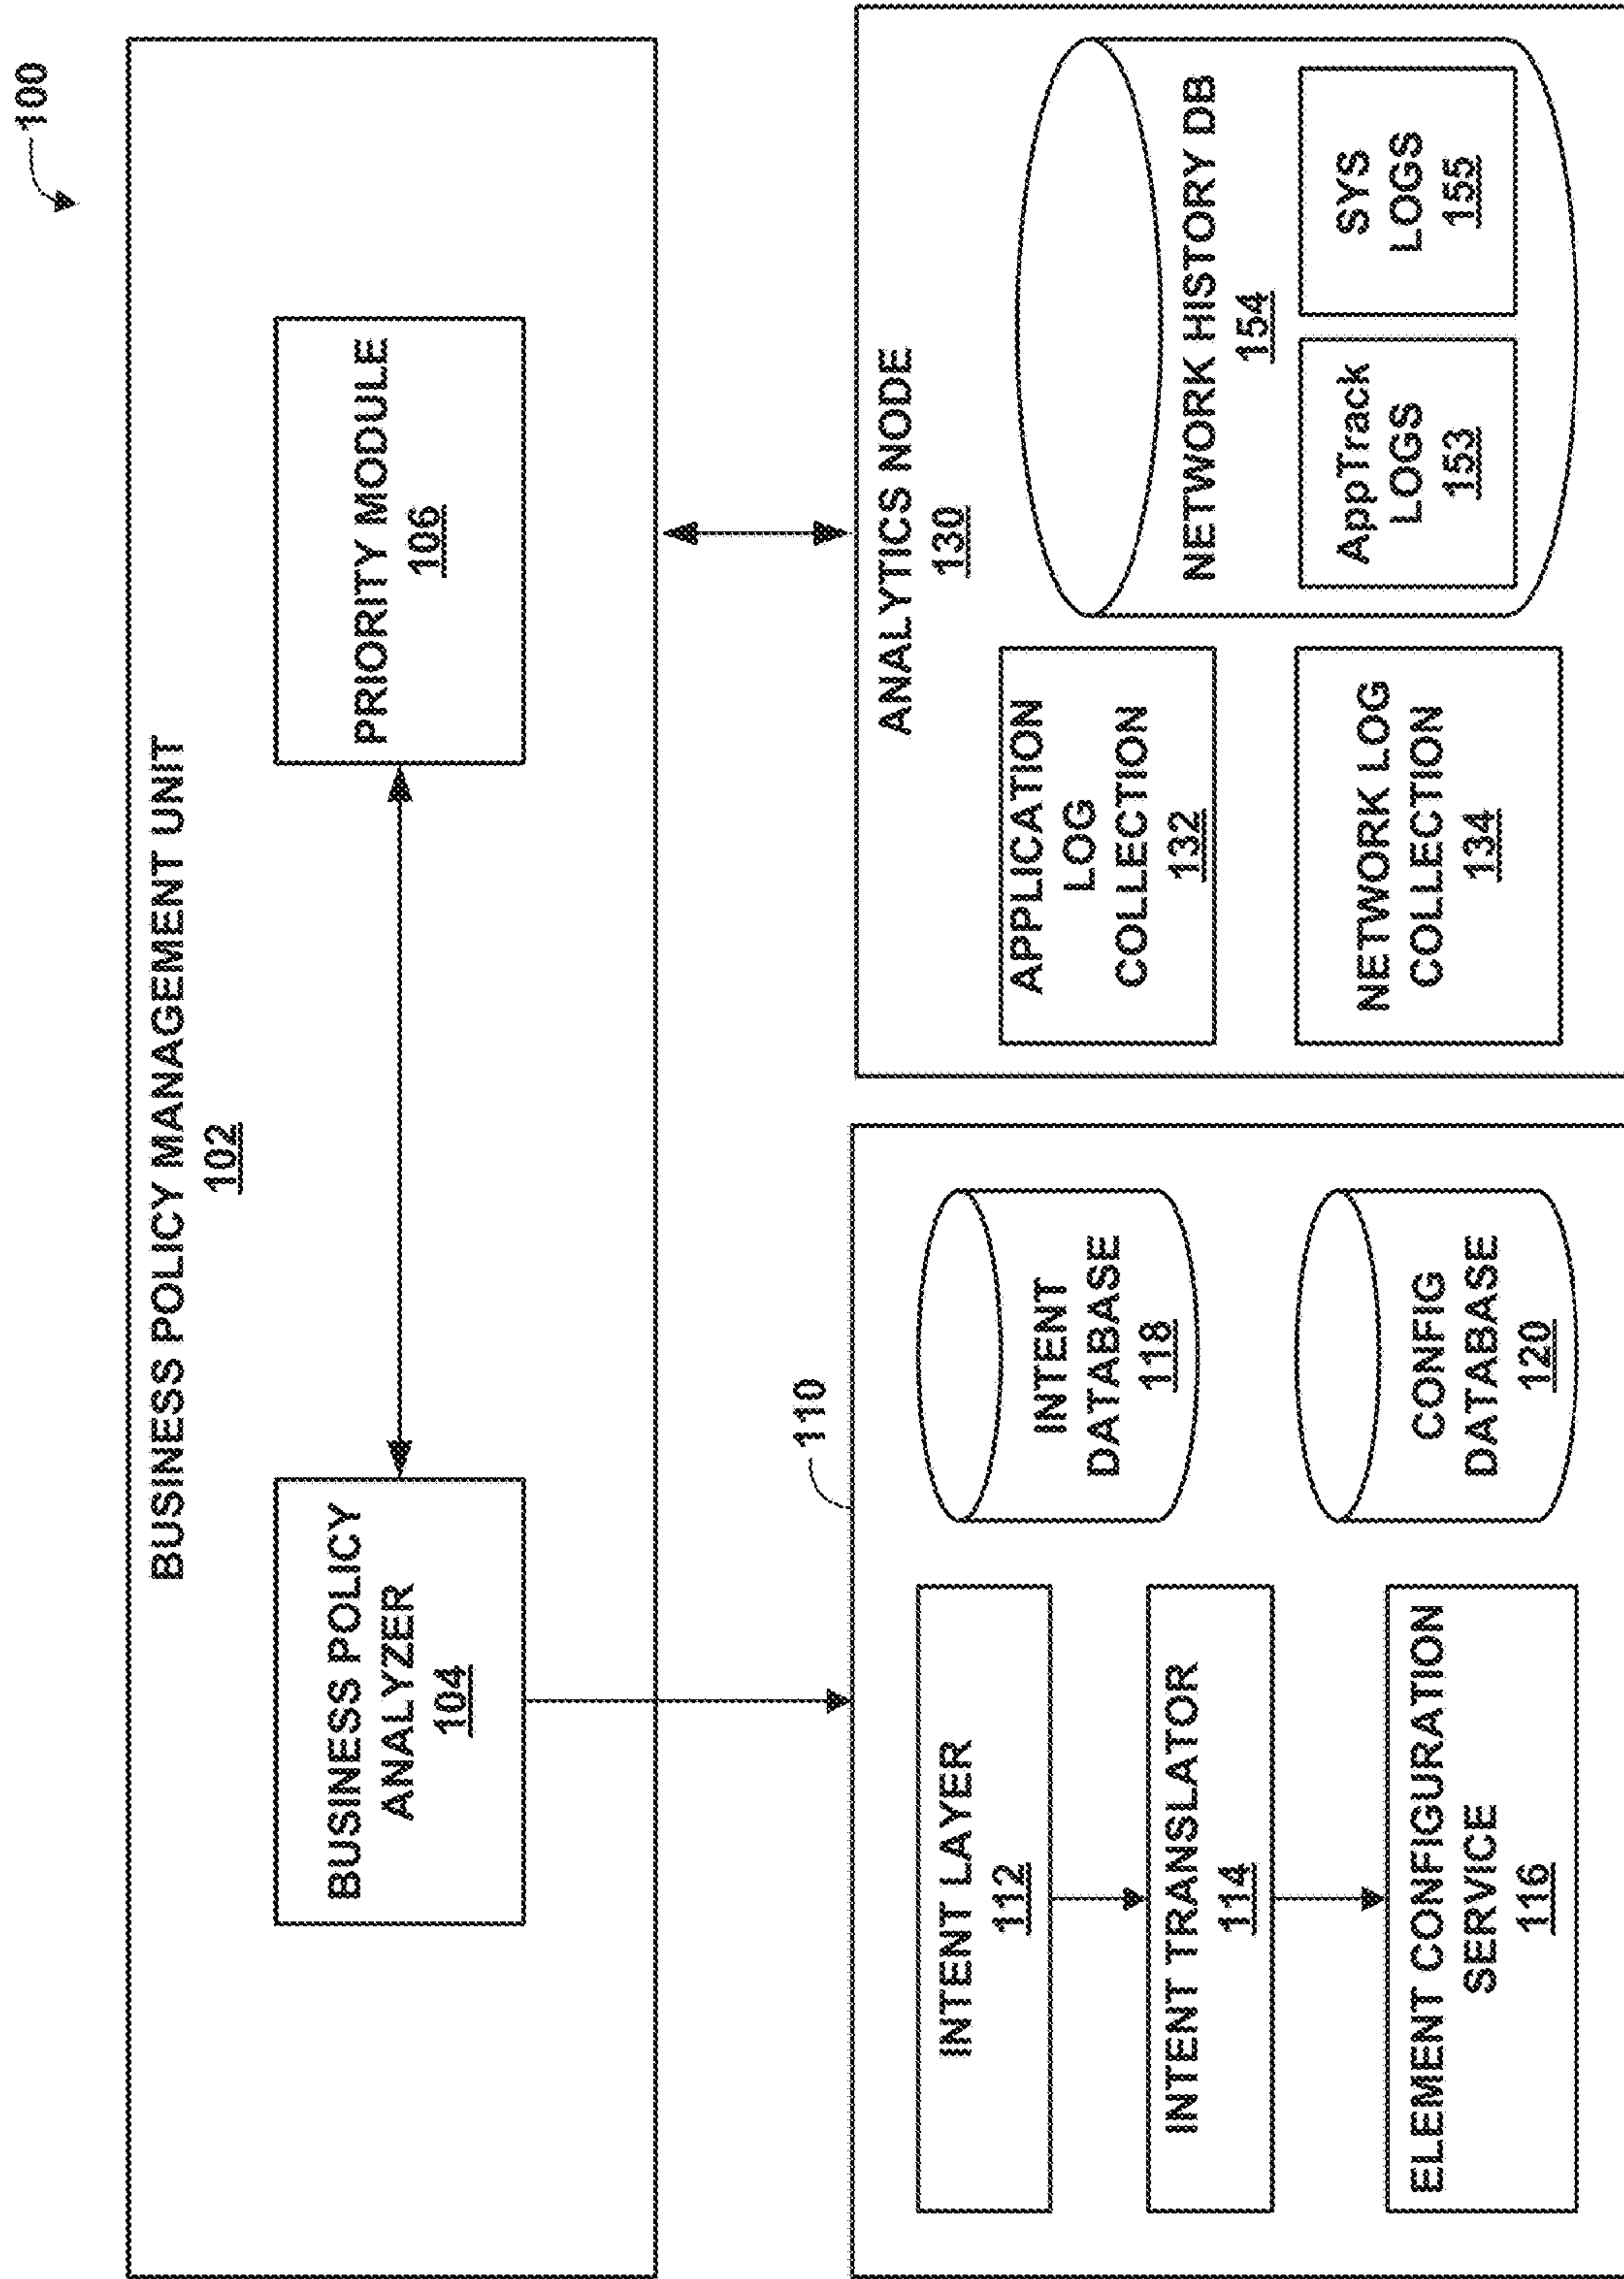 100
BUSINESS POLICY MANAGEMENT UNIT
102
BUSINESS POLICY
ANALYZER
104
PRIORITY MODULE
106
110
INTENT LAYER
112
INTENT TRANSLATOR
114
ELEMENT CONFIGURATION
SERVICE
116
INTENT
DATABASE
118
CONFIG
DATABASE
120
ANALYTICS NODE
130
APPLICATION
LOG
COLLECTION
132
NETWORK LOG
COLLECTION
134
NETWORK HISTORY DB
154
AppTrack
LOGS
153
SYS
LOGS
155